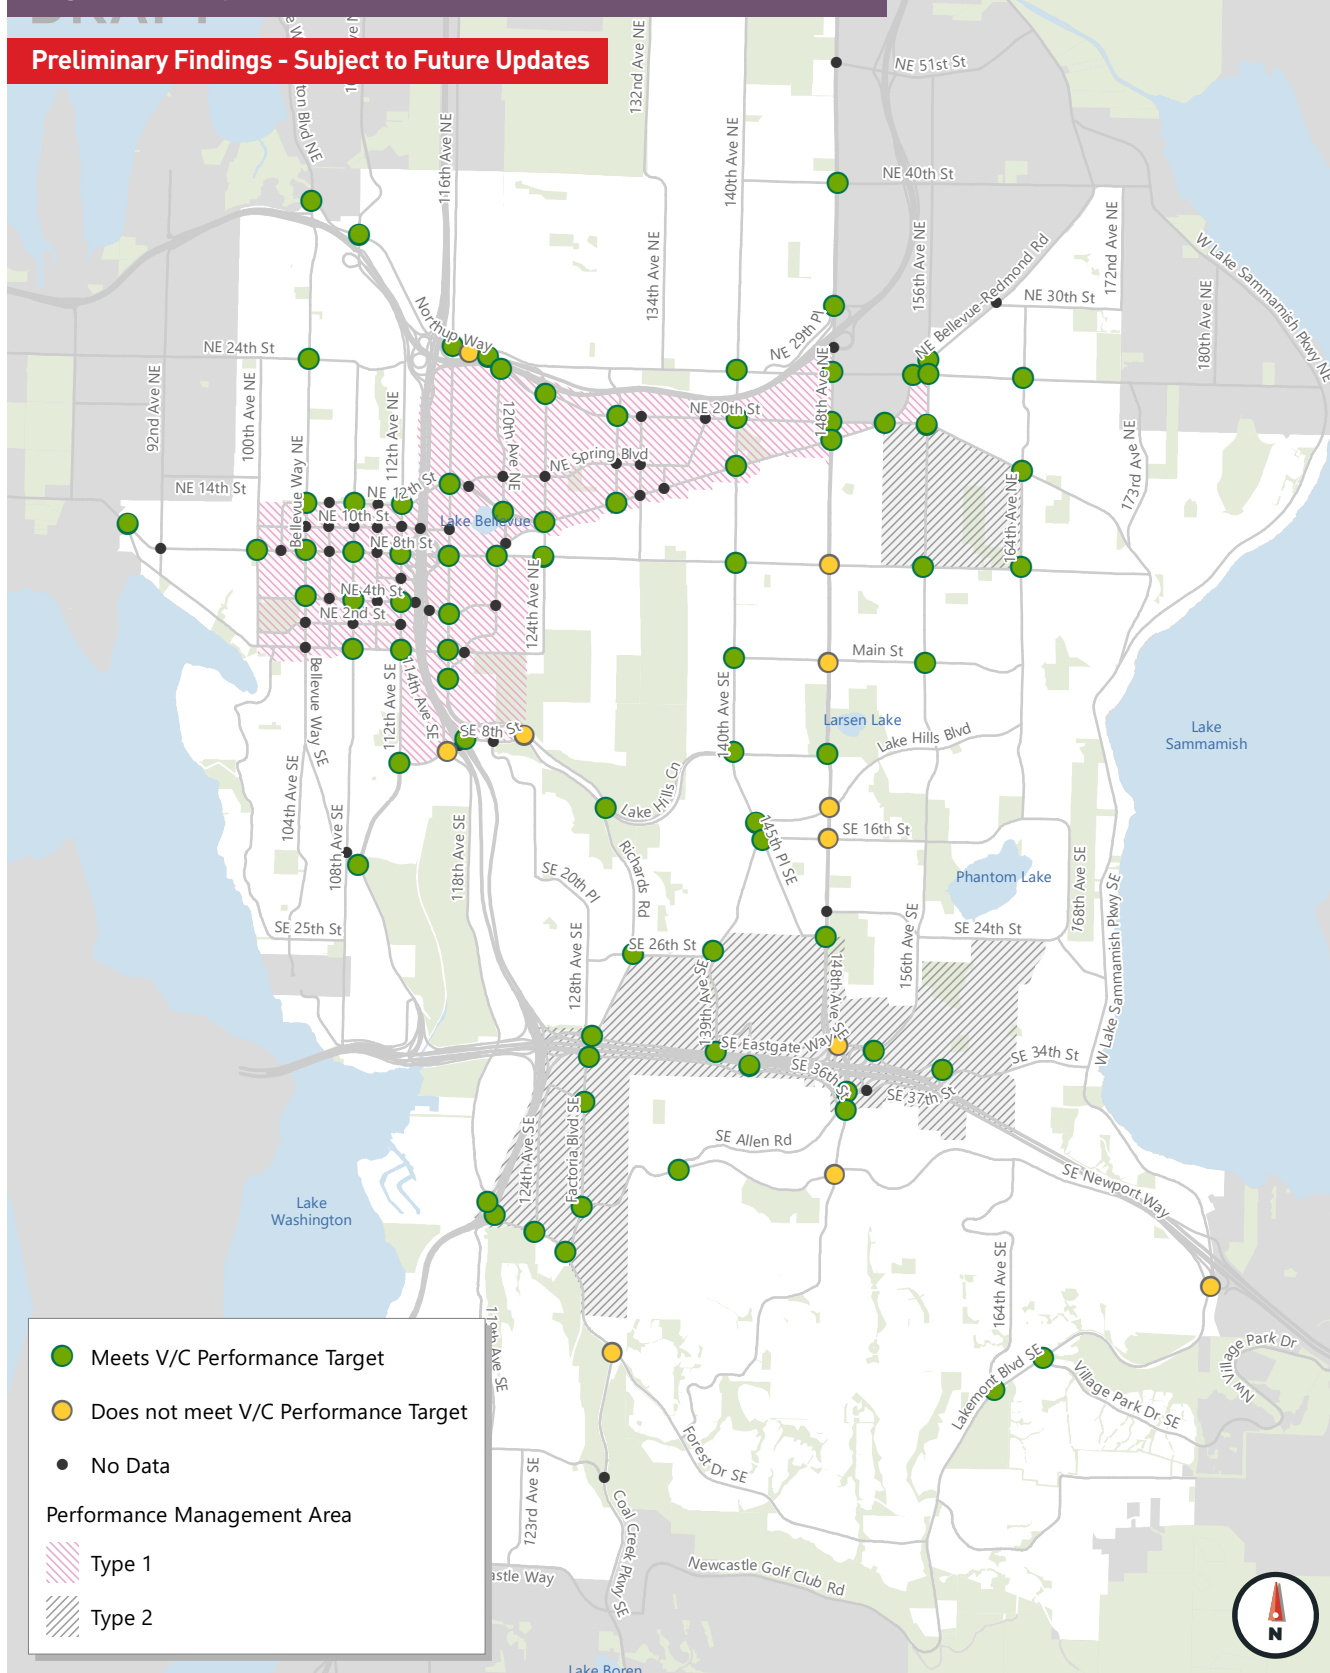 Preliminary Findings - Subject to Future Updates
132nd Ave NE
NE 51st St
ton Blvd NE
116th Ave NE
140th Ave NE
NE 40th St
134th Ave NE
156th Ave NE
172nd Ave NE
W Lake Sammamish Pkwy NE
NE Bellevue-Redmond Rd
NE 30th St
180th Ave NE
Northup Way
NE 29th Pl
NE 24th St
148th Ave NE
92nd Ave NE
100th Ave NE
112th Ave NE
120th Ave NE
NE 20th St
173rd Ave NE
Bellevue Way NE
NE Spring Blvd
NE 14th St
NE 12th St
164th Ave NE
NE 10th St
Lake Bellevue
NE 8th St
NE 4th St
124th Ave NE
NE 2nd St
Main St
Bellevue Way SE
114th Ave SE
112th Ave SE
140th Ave SE
SE 8th St
Larsen Lake
Lake Hills Blvd
Lake
Sammamish
104th Ave SE
108th Ave SE
118th Ave SE
Lake Hills Cn
145th Pl SE
SE 16th St
Richards Rd
SE 20th Pl
Phantom Lake
168th Ave SE
W Lake Sammamish Pkwy SE
SE 25th St
128th Ave SE
SE 26th St
139th Ave SE
148th Ave SE
156th Ave SE
SE 24th St
SE Eastgate Way
SE 36th St
SE 34th St
W Lake Sammamish Pkwy SE
SE 37th St
124th Ave SE
Factoria Blvd SE
SE Allen Rd
SE Newport Way
Lake
Washington
164th Ave SE
119th Ave SE
Lakemont Blvd SE
Village Park Dr SE
NW Village Park Dr
Forest Dr SE
123rd Ave SE
Coal Creek Pkwy SE
astle Way
Newcastle Golf Club Rd
Lake Boren
Meets V/C Performance Target
Does not meet V/C Performance Target
No Data
Performance Management Area
Type 1
Type 2
N